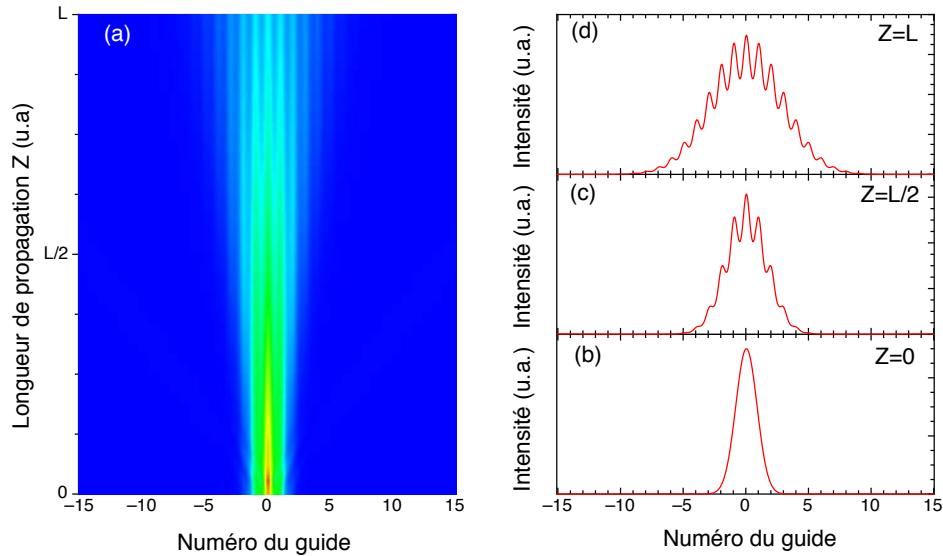 L
(a)
L/2
0
Longueur de propagation Z (u.a)
−15 −10 −5 0 5 10 15
Numéro du guide
(d)
Z=L
Intensité (u.a.)
(c)
Z=L/2
Intensité (u.a.)
(b)
Z=0
Intensité (u.a.)
−15 −10 −5 0 5 10 15
Numéro du guide